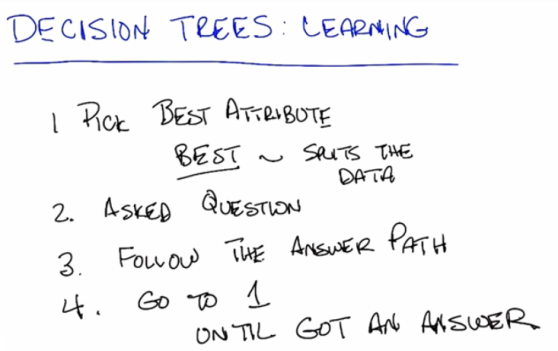 DECISION TREES: LEARNING
1 PICK BEST ATTRIBUTE
BEST ~ SPLITS THE
DATA
2. ASKED QUESTION
3. FOLLOW THE ANSWER PATH
4. GO TO 1
UNTIL GOT AN ANSWER